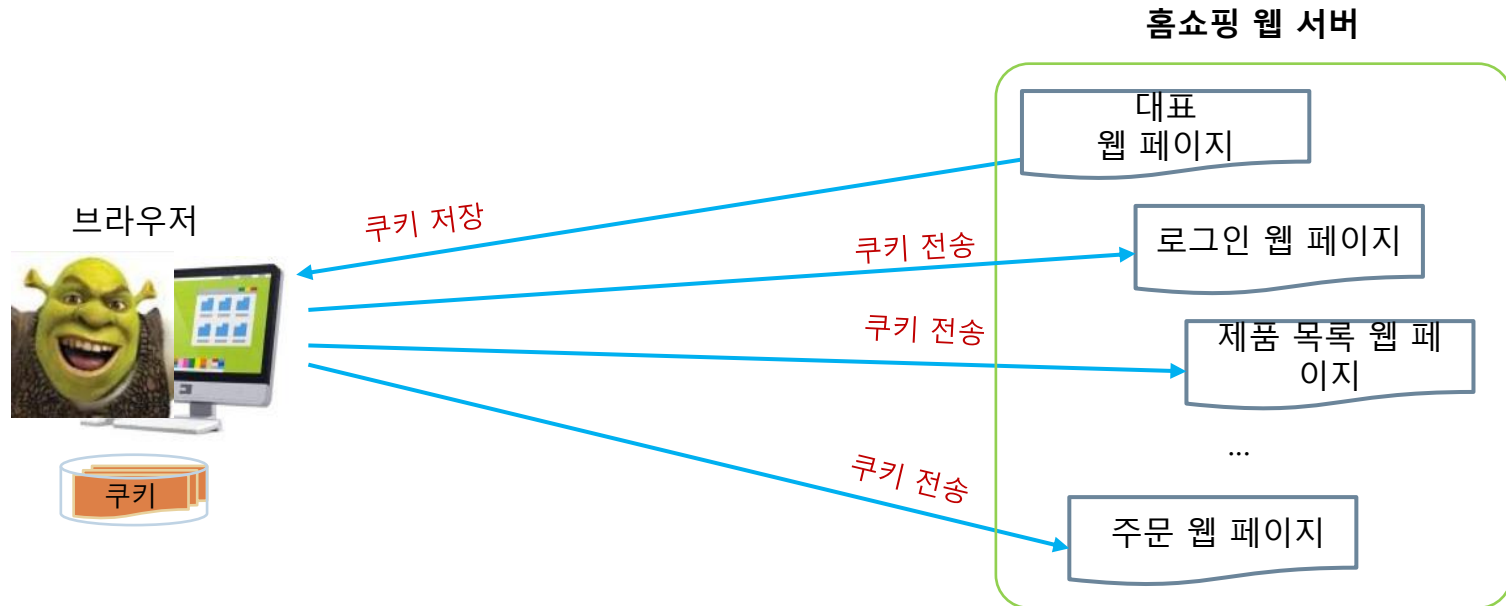 홈쇼핑 웹 서버
대표
웹 페이지
브라우저
쿠키 저장
쿠키 전송
로그인 웹 페이지
쿠키 전송
제품 목록 웹 페
이지
...
쿠키 전송
쿠키
주문 웹 페이지